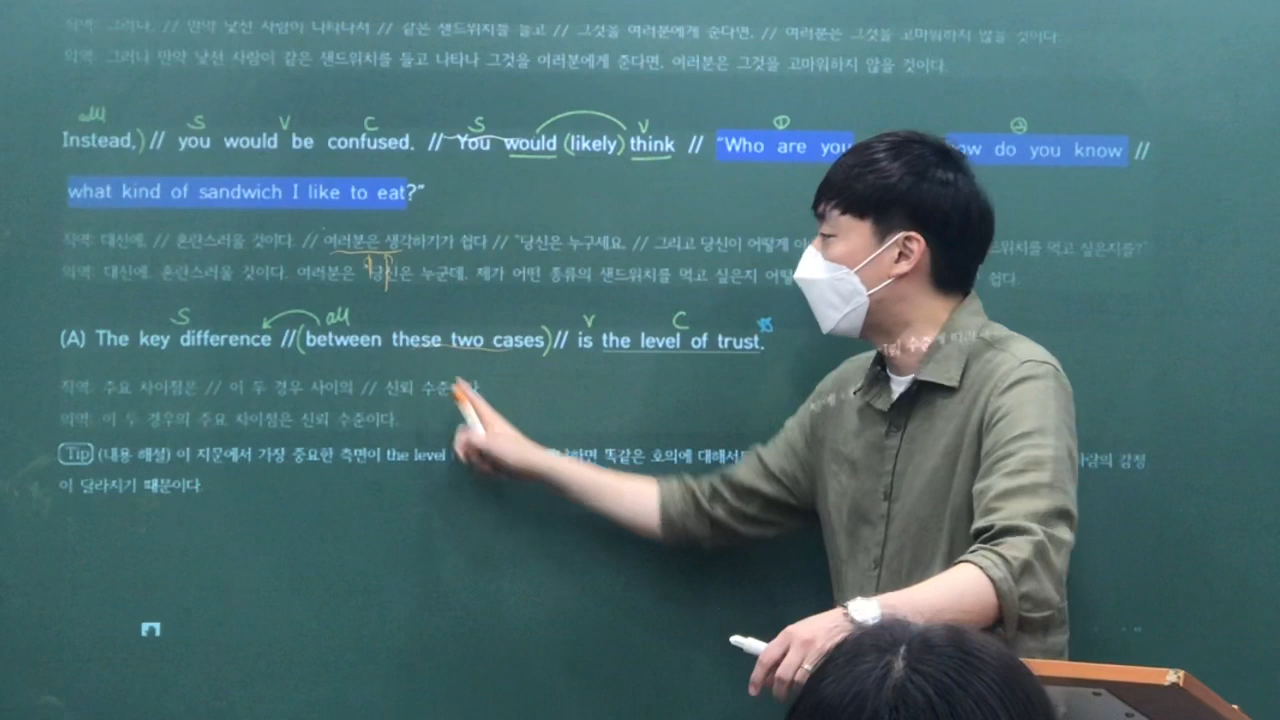 직역: 그러나, // 만약 낯선 사람이 나타나서 // 같은 샌드위치를 들고 // 그것을 여러분에게 준다면, // 여러분은 그것을 고마워하지 않을 것이다.
의역: 그러나 만약 낯선 사람이 같은 샌드위치를 들고 나타나 그것을 여러분에게 준다면, 여러분은 그것을 고마워하지 않을 것이다.
S V C S V ① ②
Instead,) // you would be confused. // You would (likely) think // "Who are you ow do you know //
what kind of sandwich I like to eat?"
직역: 대신에, // 혼란스러울 것이다. // 여러분은 생각하기가 쉽다 // "당신은 누구세요, // 그리고 당신이 어떻게 드위치를 먹고 싶은지를?"
의역: 대신에, 혼란스러울 것이다. 여러분은 "당신은 누군데, 제가 어떤 종류의 샌드위치를 먹고 싶은지 쉽다.
S V C
(A) The key difference //(between these two cases)// is the level of trust.
직역: 주요 사이점은 // 이 두 경우 사이의 // 신뢰 수준
의역: 이 두 경우의 주요 사이점은 신뢰 수준이다.
Tip (내용 해설) 이 지문에서 가장 중요한 측면이 the level 똑같은 호의에 대해서 사람의 감정
이 달라지기 때문이다.